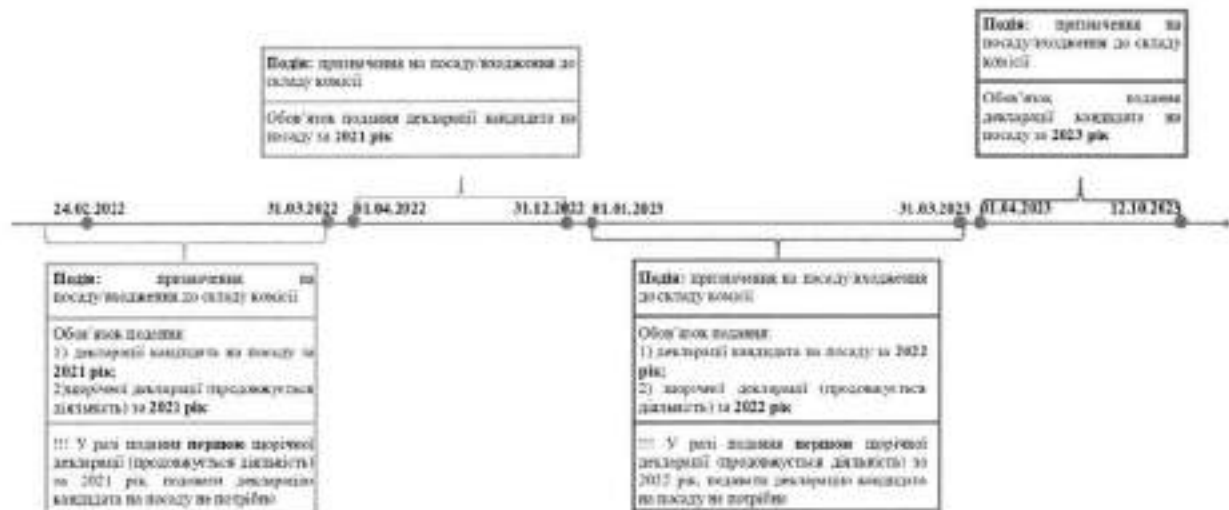 Подія: призначення на
посаду/входження до складу
комісії
Обов’язок подання
декларації кандидата на
посаду за 2023 рік
Подія: призначення на посаду/входження до
складу комісії
Обов’язок подання декларації кандидата на
посаду за 2021 рік
24.02.2022 31.03.2022 01.04.2022 31.12.2022 01.01.2023 31.03.2023 01.04.2023 12.10.2023
Подія: призначення на
посаду/входження до складу комісії
Обов’язок подання:
1) декларації кандидата на посаду за
2021 рік;
2)щорічної декларації (продовжується
діяльність) за 2021 рік
!!! У разі подання першою щорічної
декларації (продовжується діяльність)
за 2021 рік, подавати декларацію
кандидата на посаду не потрібно
Подія: призначення на посаду/входження
до складу комісії
Обов’язок подання:
1) декларації кандидата на посаду за 2022
рік;
2) щорічної декларації (продовжується
діяльність) за 2022 рік
!!! У разі подання першою щорічної
декларації (продовжується діяльність) за
2022 рік, подавати декларацію кандидата
на посаду не потрібно